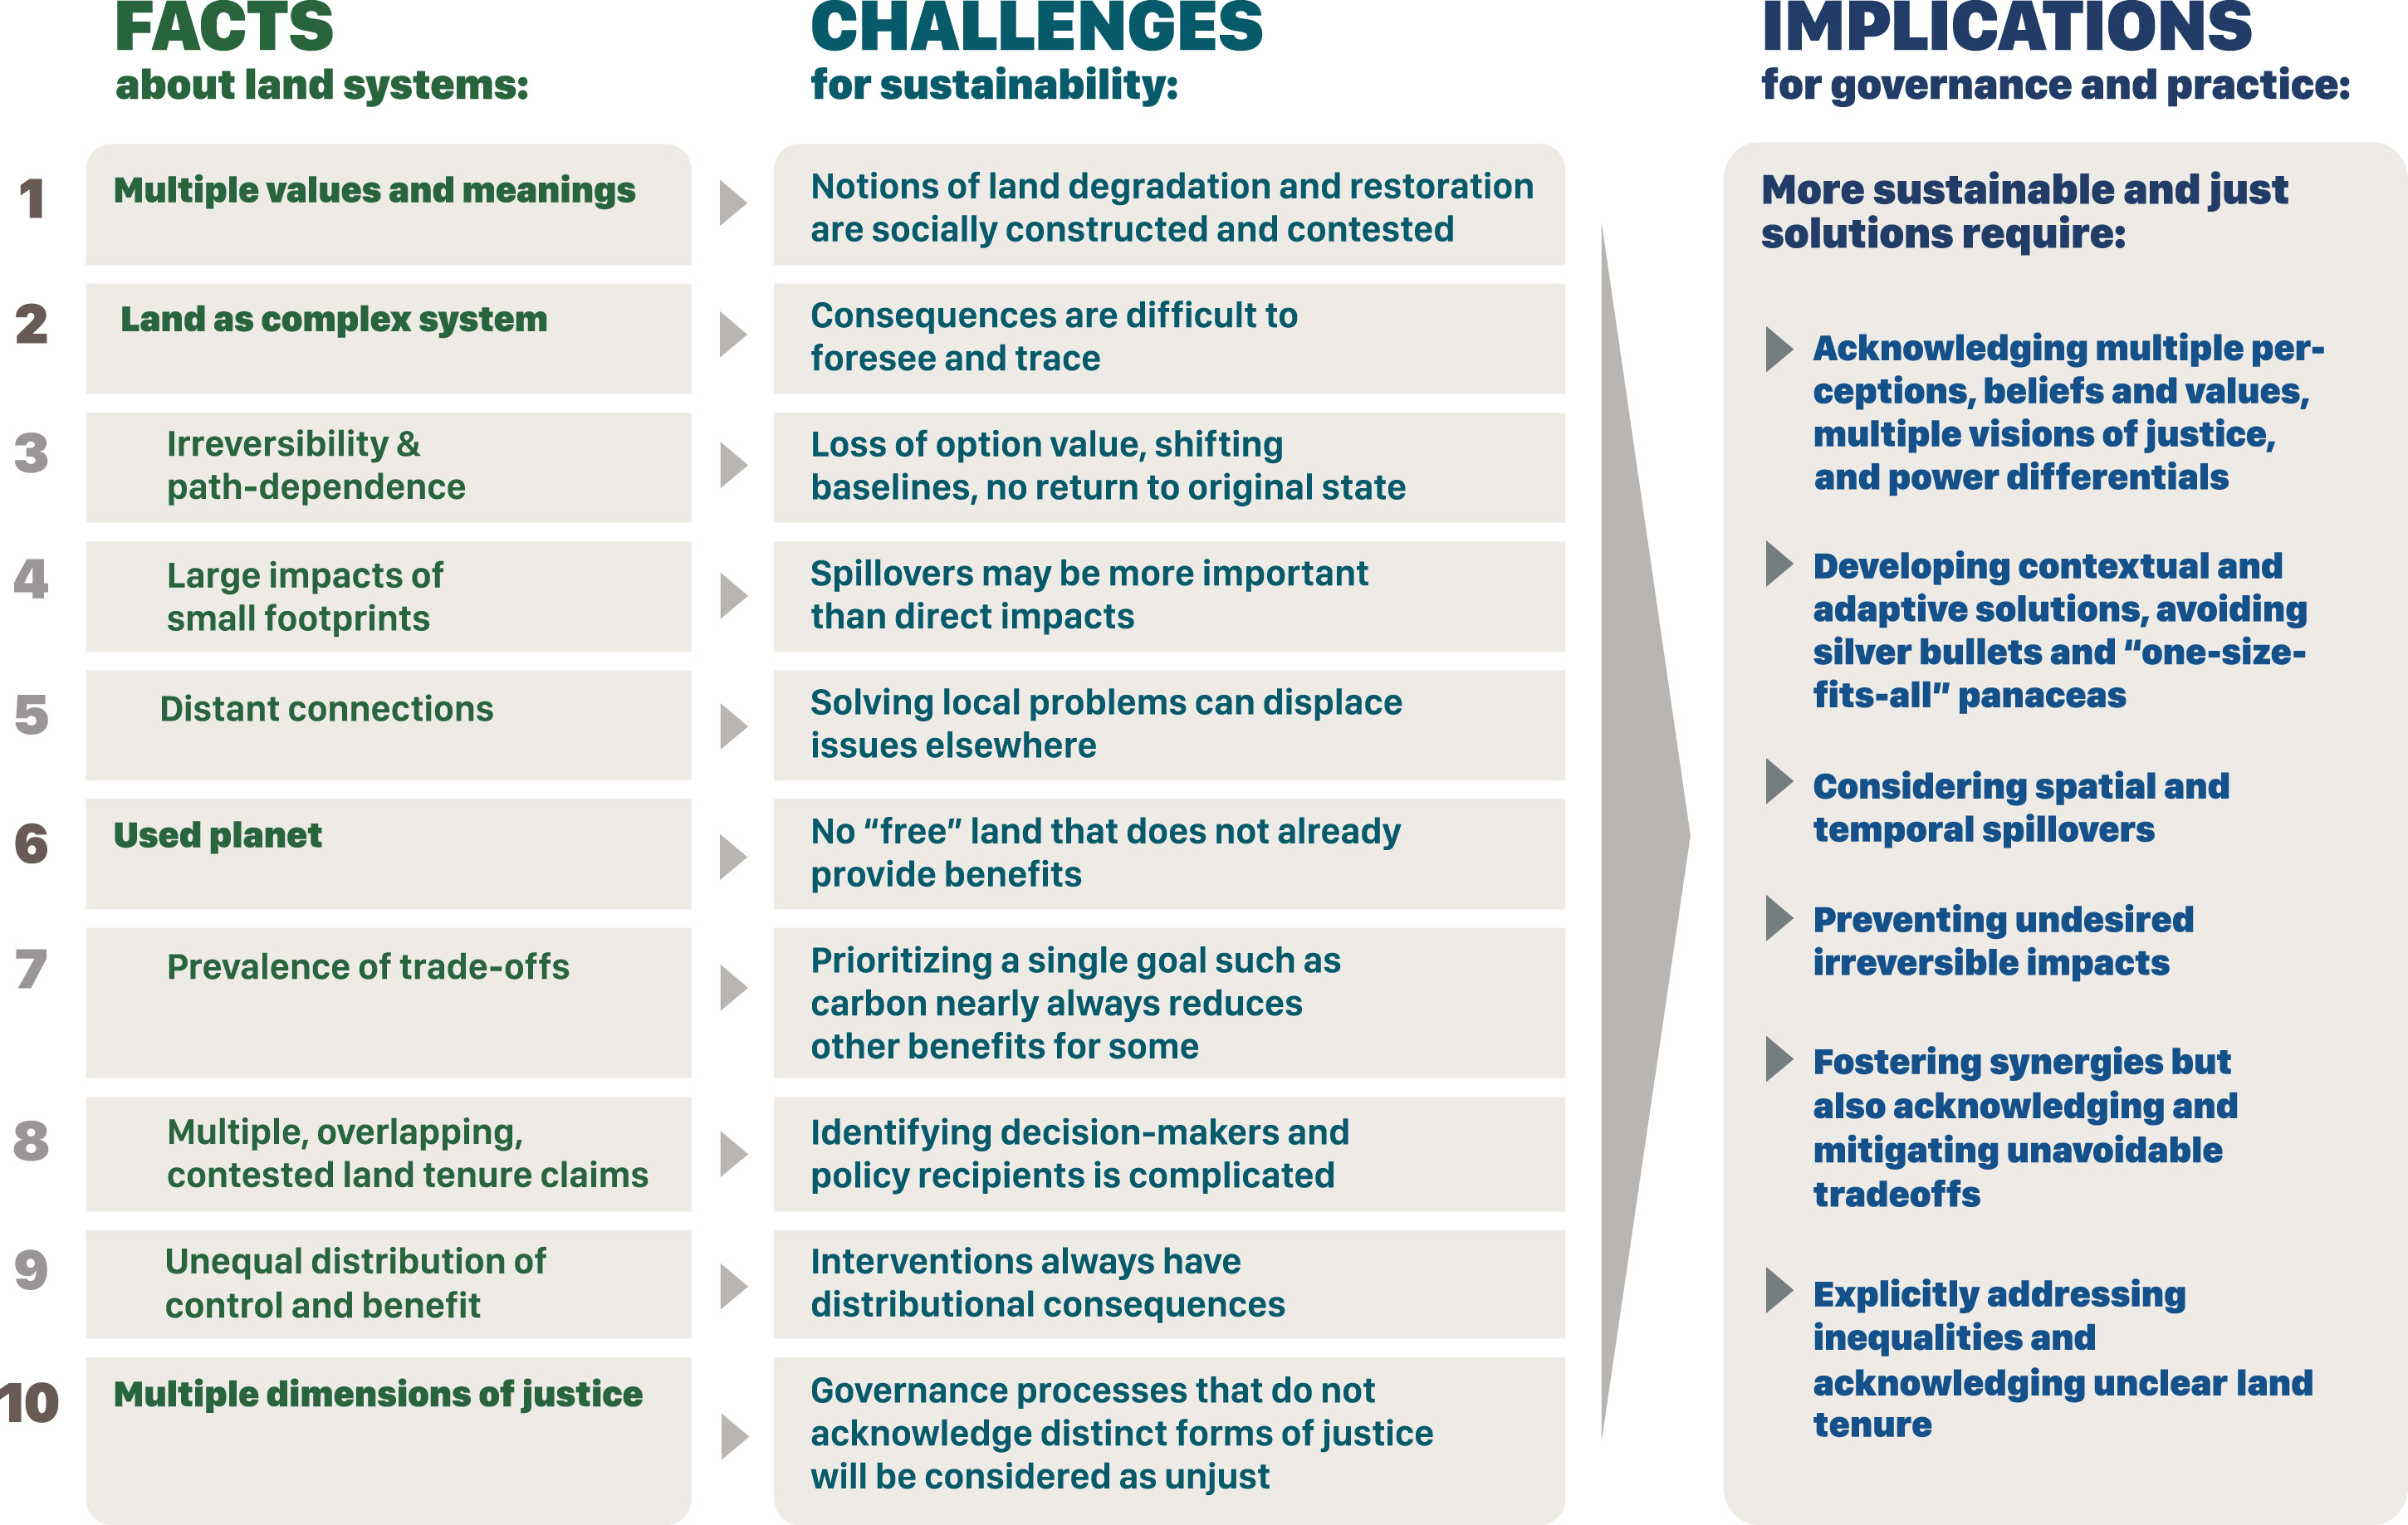 FACTS
about land systems:
CHALLENGES
for sustainability:
IMPLICATIONS
for governance and practice:
1
Multiple values and meanings
Notions of land degradation and restoration
are socially constructed and contested
2
Land as complex system
Consequences are difficult to
foresee and trace
3
Irreversibility &
path-dependence
Loss of option value, shifting
baselines, no return to original state
4
Large impacts of
small footprints
Spillovers may be more important
than direct impacts
5
Distant connections
Solving local problems can displace
issues elsewhere
6
Used planet
No “free” land that does not already
provide benefits
7
Prevalence of trade-offs
Prioritizing a single goal such as
carbon nearly always reduces
other benefits for some
8
Multiple, overlapping,
contested land tenure claims
Identifying decision-makers and
policy recipients is complicated
9
Unequal distribution of
control and benefit
Interventions always have
distributional consequences
10
Multiple dimensions of justice
Governance processes that do not
acknowledge distinct forms of justice
will be considered as unjust
More sustainable and just
solutions require:
Acknowledging multiple per-
ceptions, beliefs and values,
multiple visions of justice,
and power differentials
Developing contextual and
adaptive solutions, avoiding
silver bullets and “one-size-
fits-all” panaceas
Considering spatial and
temporal spillovers
Preventing undesired
irreversible impacts
Fostering synergies but
also acknowledging and
mitigating unavoidable
tradeoffs
Explicitly addressing
inequalities and
acknowledging unclear land
tenure